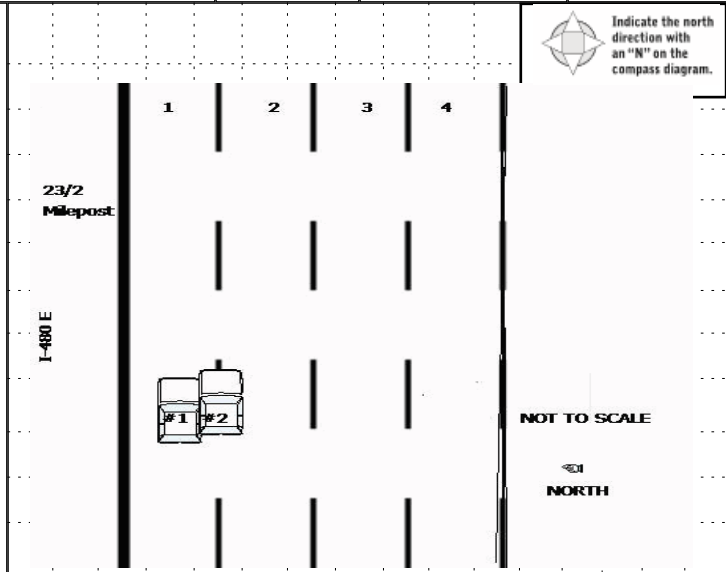 Indicate the north
direction with
an "N" on the
compass diagram.
1 2 3 4
23/2
Milepost
I-480 E
#1 #2
NOT TO SCALE
NORTH